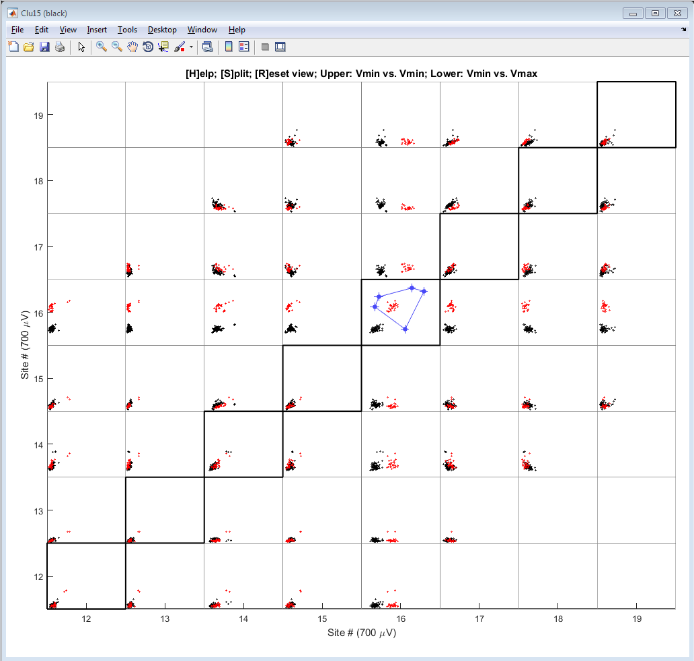 Clu15 (black)
File Edit View Insert Tools Desktop Window Help
[H]elp; [S]plit; [R]eset view; Upper: Vmin vs. Vmin; Lower: Vmin vs. Vmax
19
18
17
16
15
14
13
12
Site # (700 μV)
12 13 14 15 16 17 18 19
Site # (700 μV)